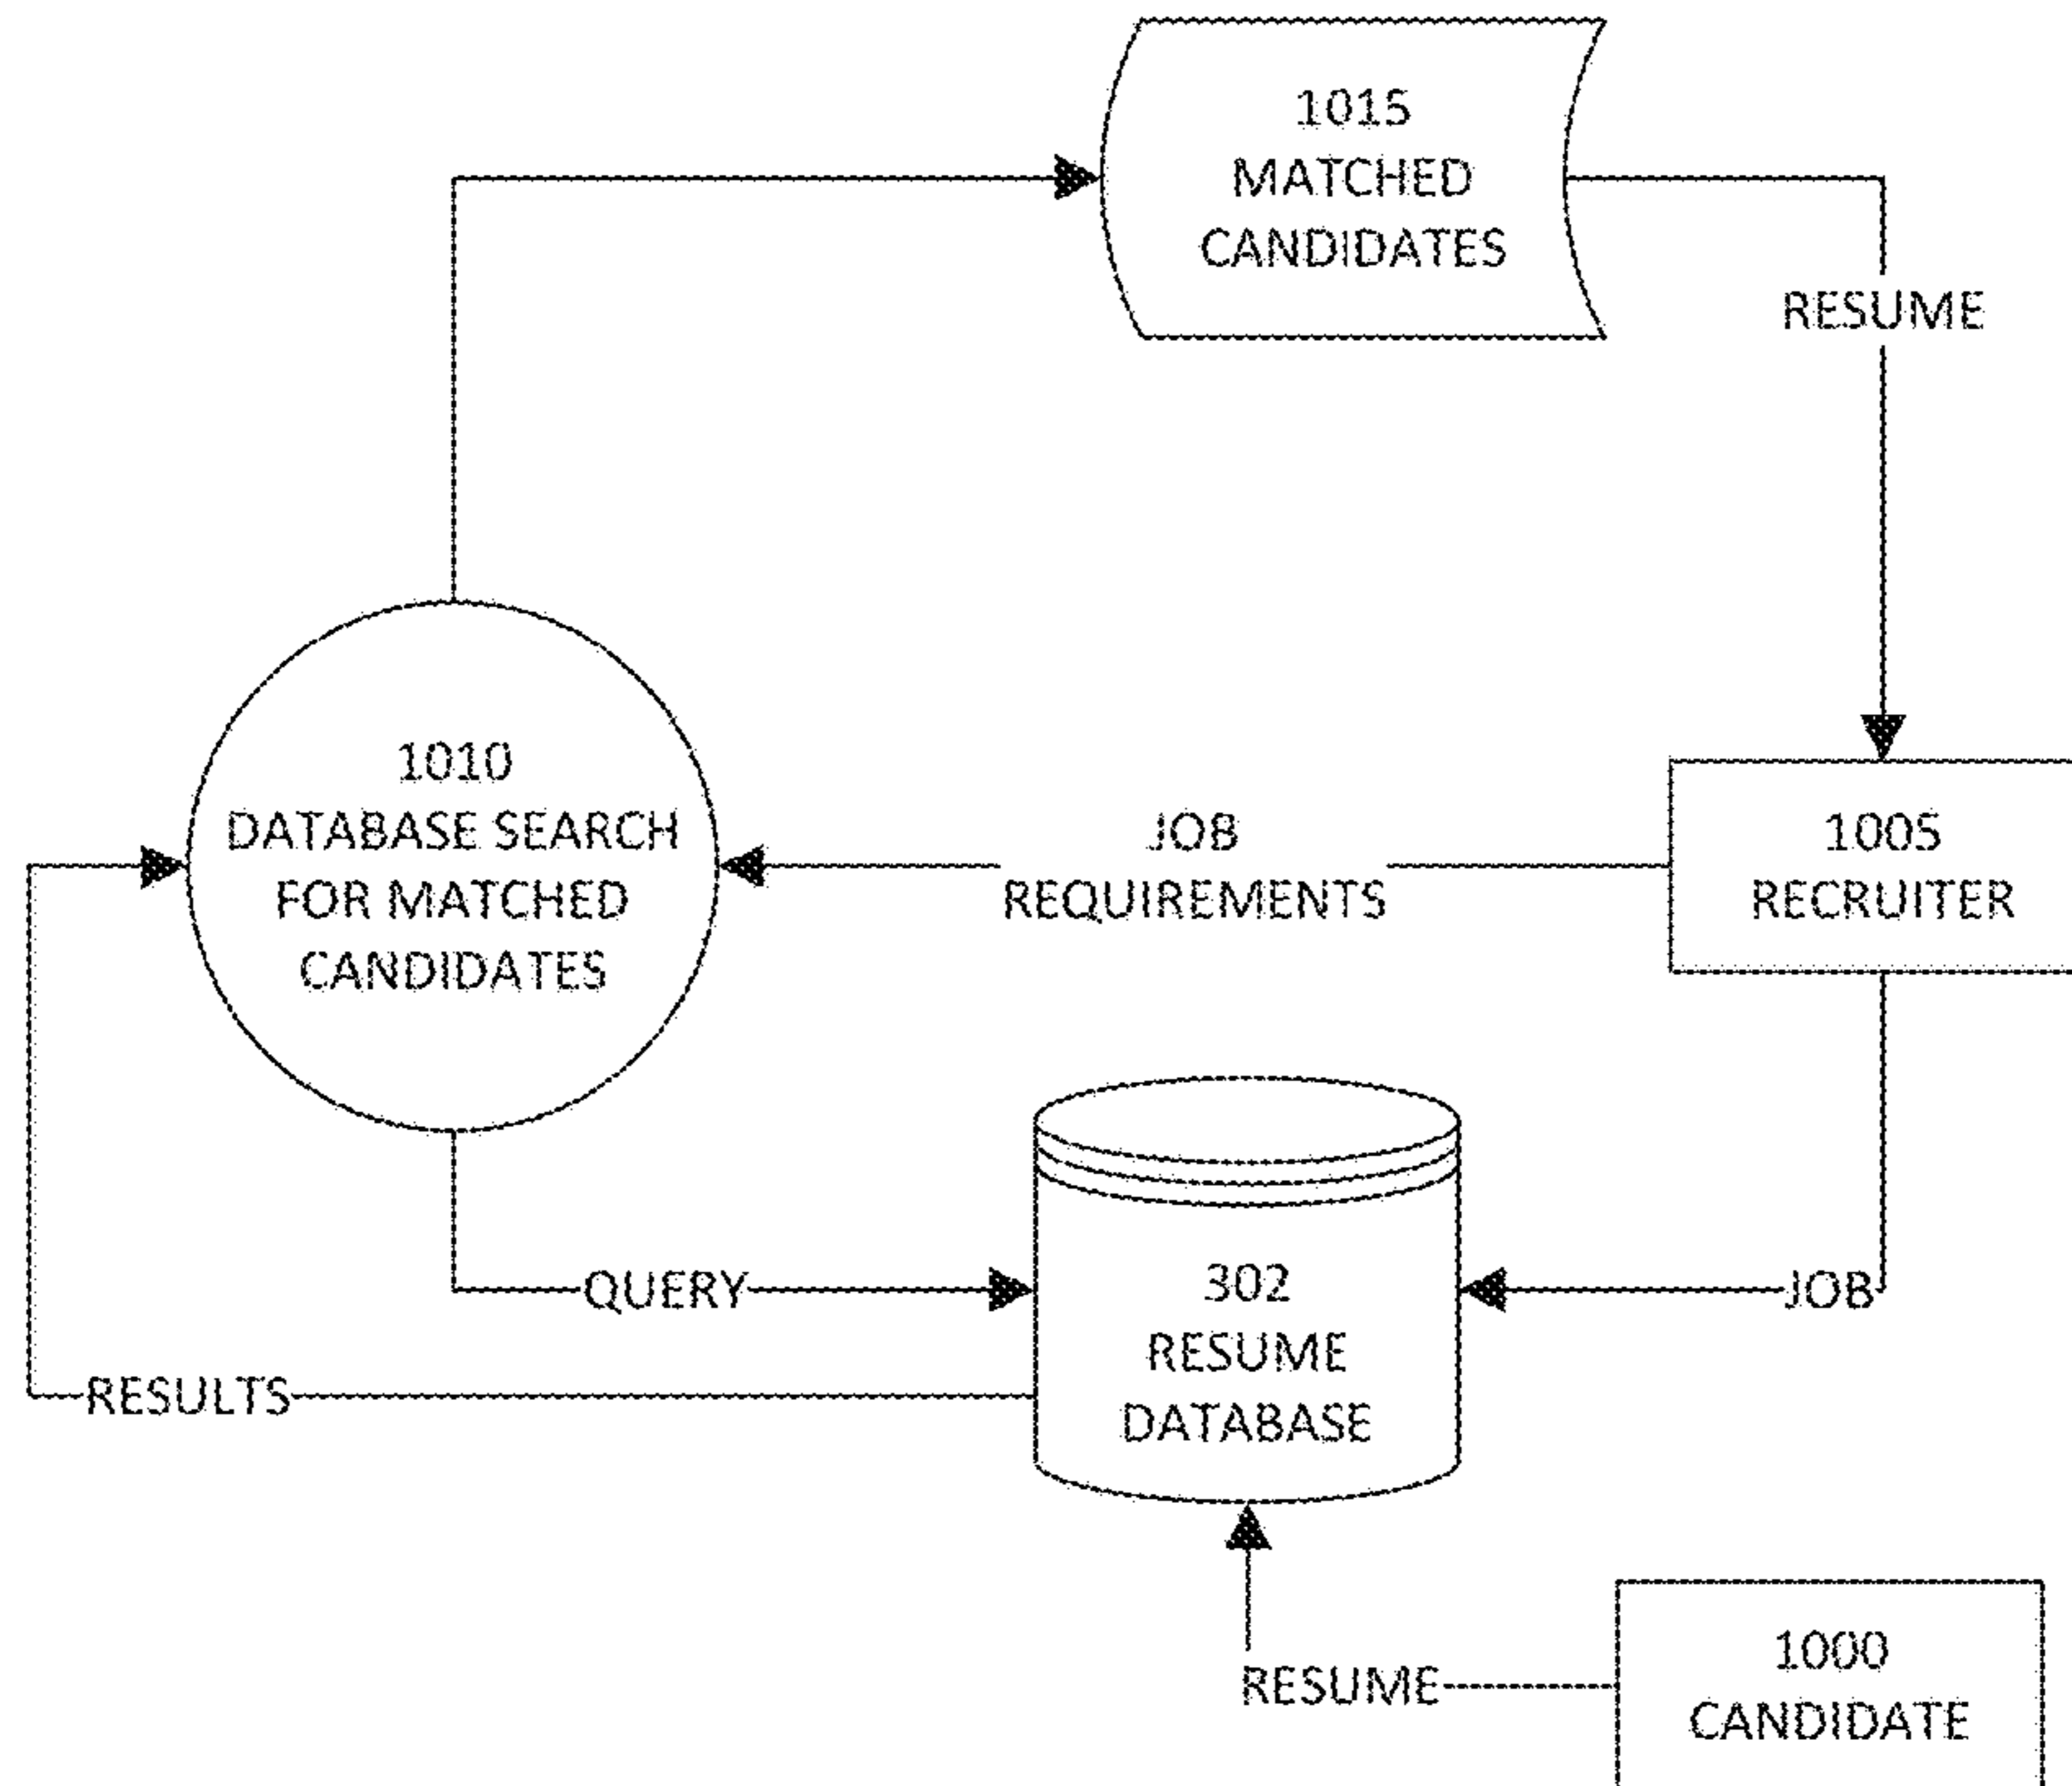 1015
MATCHED
CANDIDATES
RESUME
1010
DATABASE SEARCH
FOR MATCHED
CANDIDATES
JOB
REQUIREMENTS
1005
RECRUITER
QUERY
302
RESUME
DATABASE
JOB
RESULTS
RESUME
1000
CANDIDATE